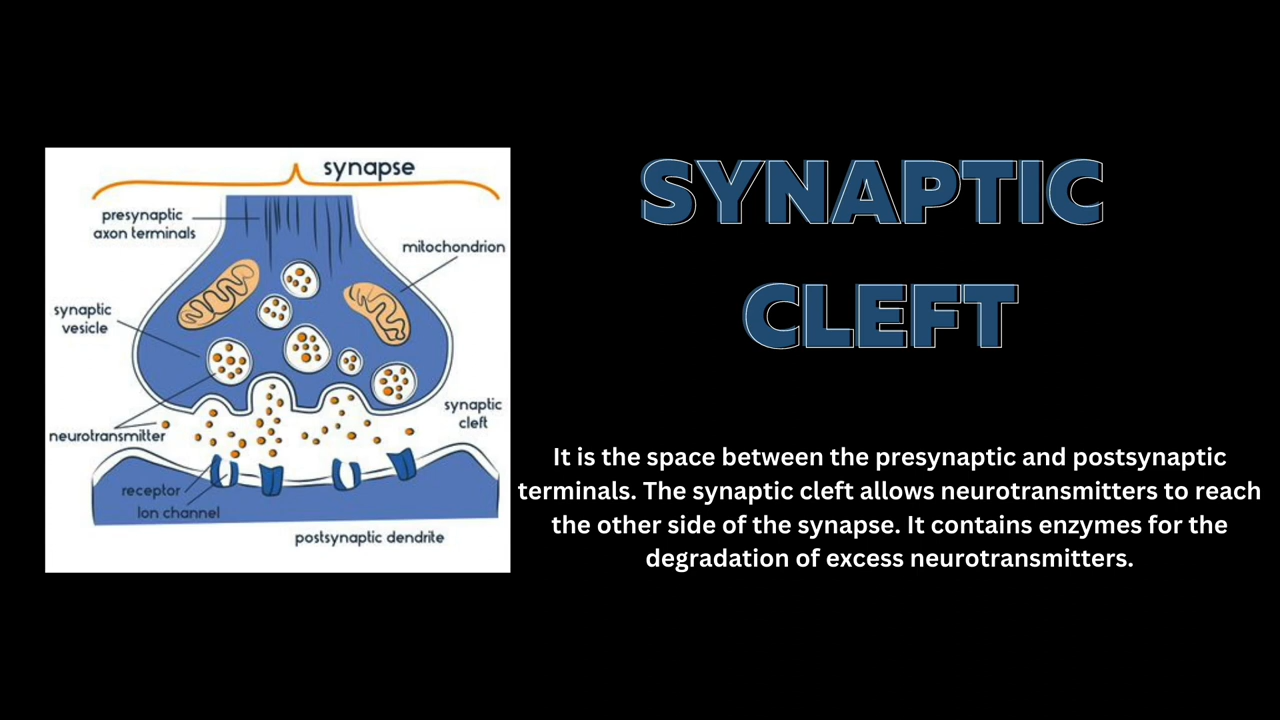 synapse
presynaptic
axon terminals
mitochondrion
synaptic
vesicle
synaptic
cleft
neurotransmitter
receptor
Ion channel
postsynaptic dendrite
SYNAPTIC
CLEFT
It is the space between the presynaptic and postsynaptic
terminals. The synaptic cleft allows neurotransmitters to reach
the other side of the synapse. It contains enzymes for the
degradation of excess neurotransmitters.